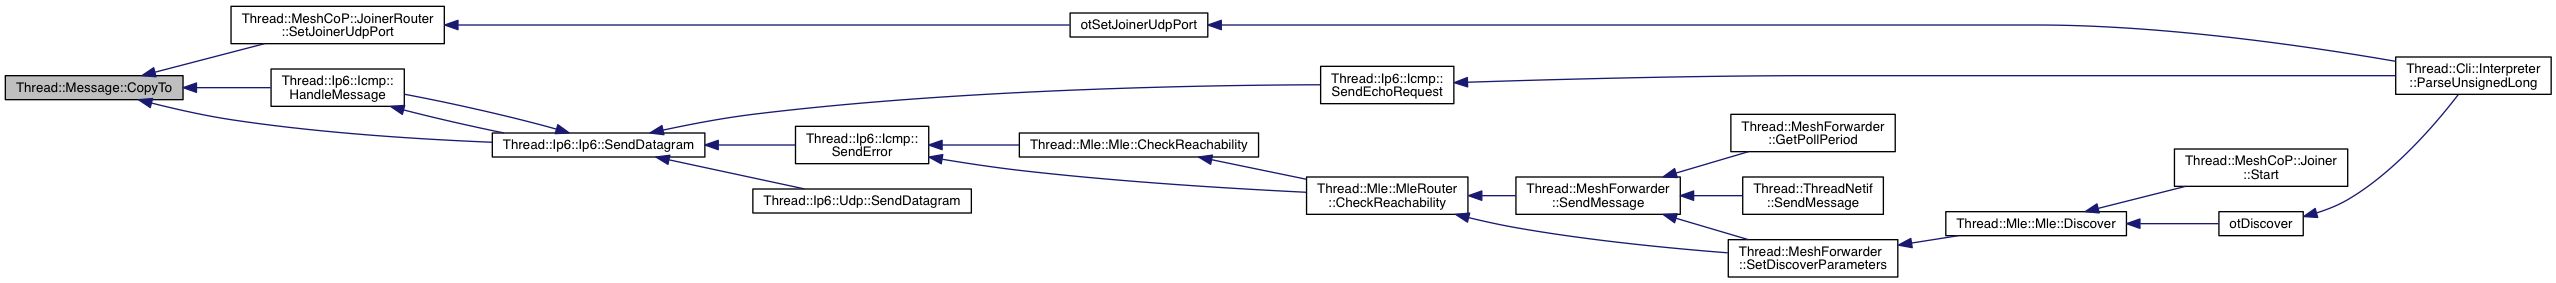 Thread::MeshCoP::JoinerRouter
::SetJoinerUdpPort
otSetJoinerUdpPort
Thread::Message::CopyTo
Thread::Ip6::Icmp::
HandleMessage
Thread::Ip6::Icmp::
SendEchoRequest
Thread::Cli::Interpreter
::ParseUnsignedLong
Thread::Ip6::Ip6::SendDatagram
Thread::Ip6::Icmp::
SendError
Thread::Mle::Mle::CheckReachability
Thread::MeshForwarder
::GetPollPeriod
Thread::MeshCoP::Joiner
::Start
Thread::Ip6::Udp::SendDatagram
Thread::Mle::MleRouter
::CheckReachability
Thread::MeshForwarder
::SendMessage
Thread::ThreadNetif
::SendMessage
Thread::Mle::Mle::Discover
otDiscover
Thread::MeshForwarder
::SetDiscoverParameters